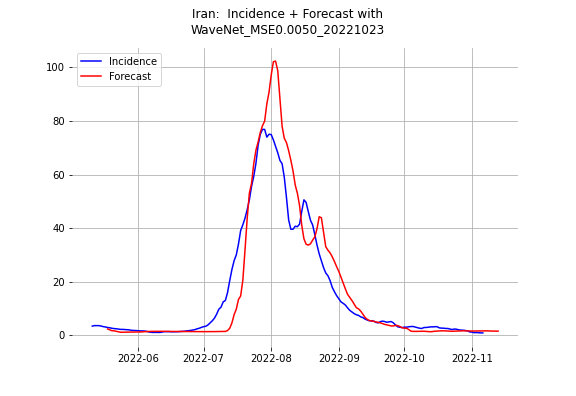 Iran:  Incidence + Forecast with
WaveNet_MSE0.0050_20221023
Incidence
Forecast
100
80
60
40
20
0
2022-06 2022-07 2022-08 2022-09 2022-10 2022-11